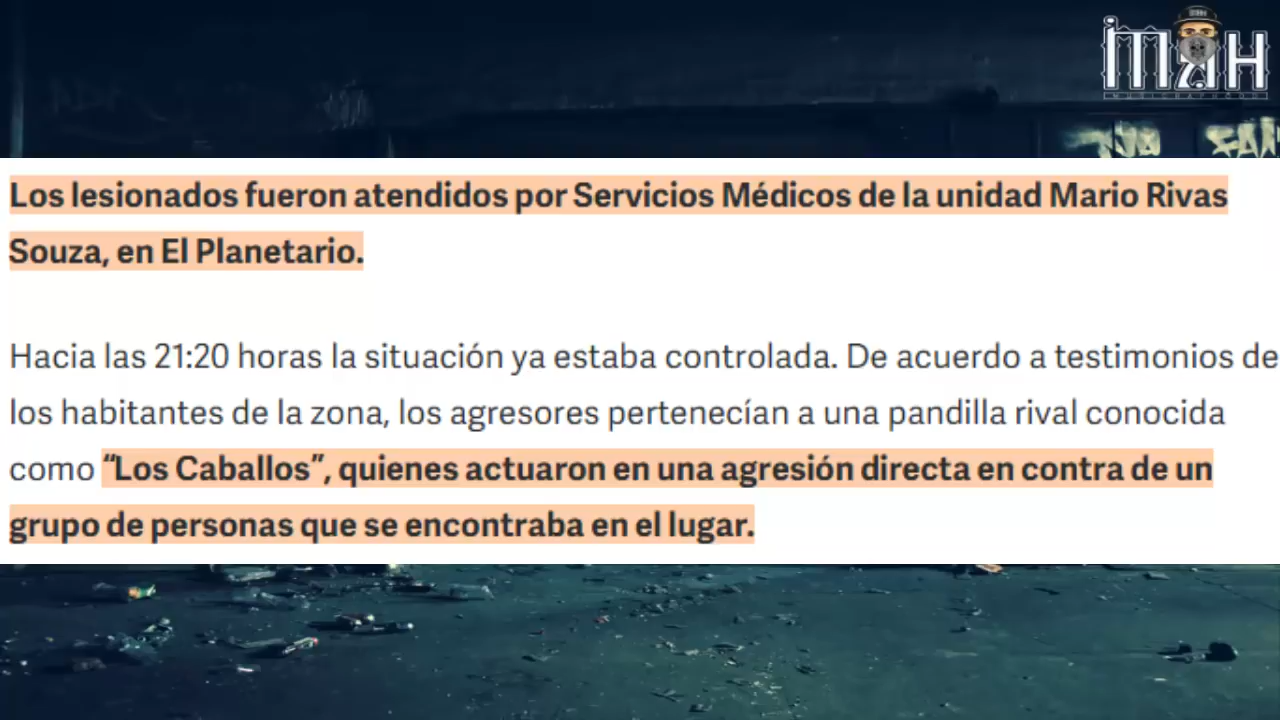 iMRH
Los lesionados fueron atendidos por Servicios Médicos de la unidad Mario Rivas
Souza, en El Planetario.
Hacia las 21:20 horas la situación ya estaba controlada. De acuerdo a testimonios de
los habitantes de la zona, los agresores pertenecían a una pandilla rival conocida
como “Los Caballos”, quienes actuaron en una agresión directa en contra de un
grupo de personas que se encontraba en el lugar.